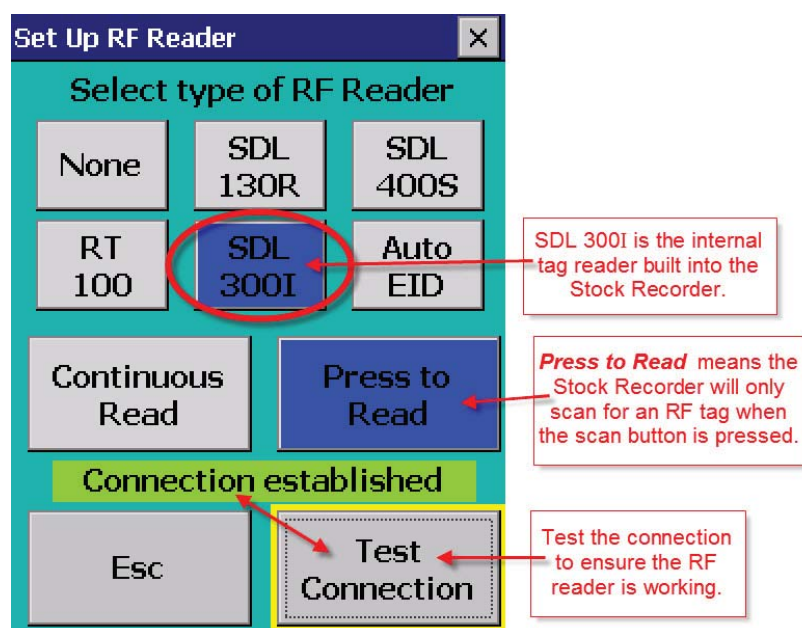 Set Up RF Reader
Select type of RF Reader
None
SDL
130R
SDL
400S
RT
100
SDL
300I
Auto
EID
SDL 300I is the internal
tag reader built into the
Stock Recorder.
Continuous
Read
Press to
Read
Press to Read means the
Stock Recorder will only
scan for an RF tag when
the scan button is pressed.
Connection established
Esc
Test
Connection
Test the connection
to ensure the RF
reader is working.